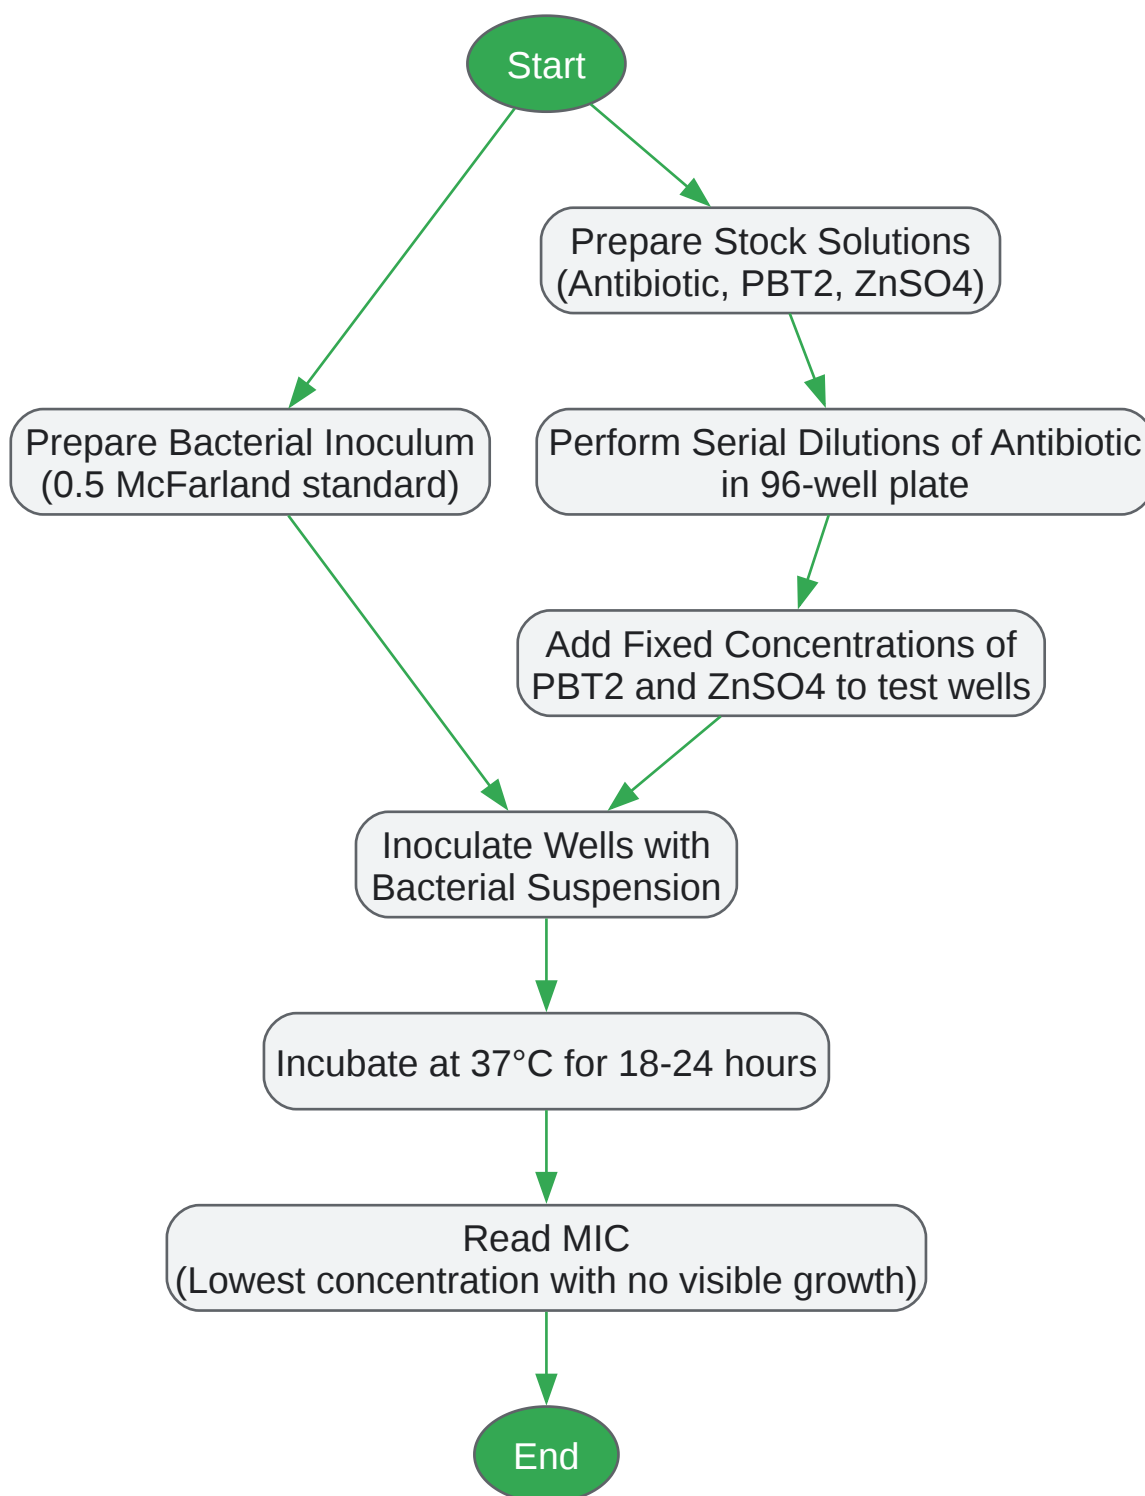 Start
Prepare Stock Solutions
(Antibiotic, PBT2, ZnSO4)
Prepare Bacterial Inoculum
(0.5 McFarland standard)
Perform Serial Dilutions of Antibiotic
in 96-well plate
Add Fixed Concentrations of
PBT2 and ZnSO4 to test wells
Inoculate Wells with
Bacterial Suspension
Incubate at 37°C for 18-24 hours
Read MIC
(Lowest concentration with no visible growth)
End